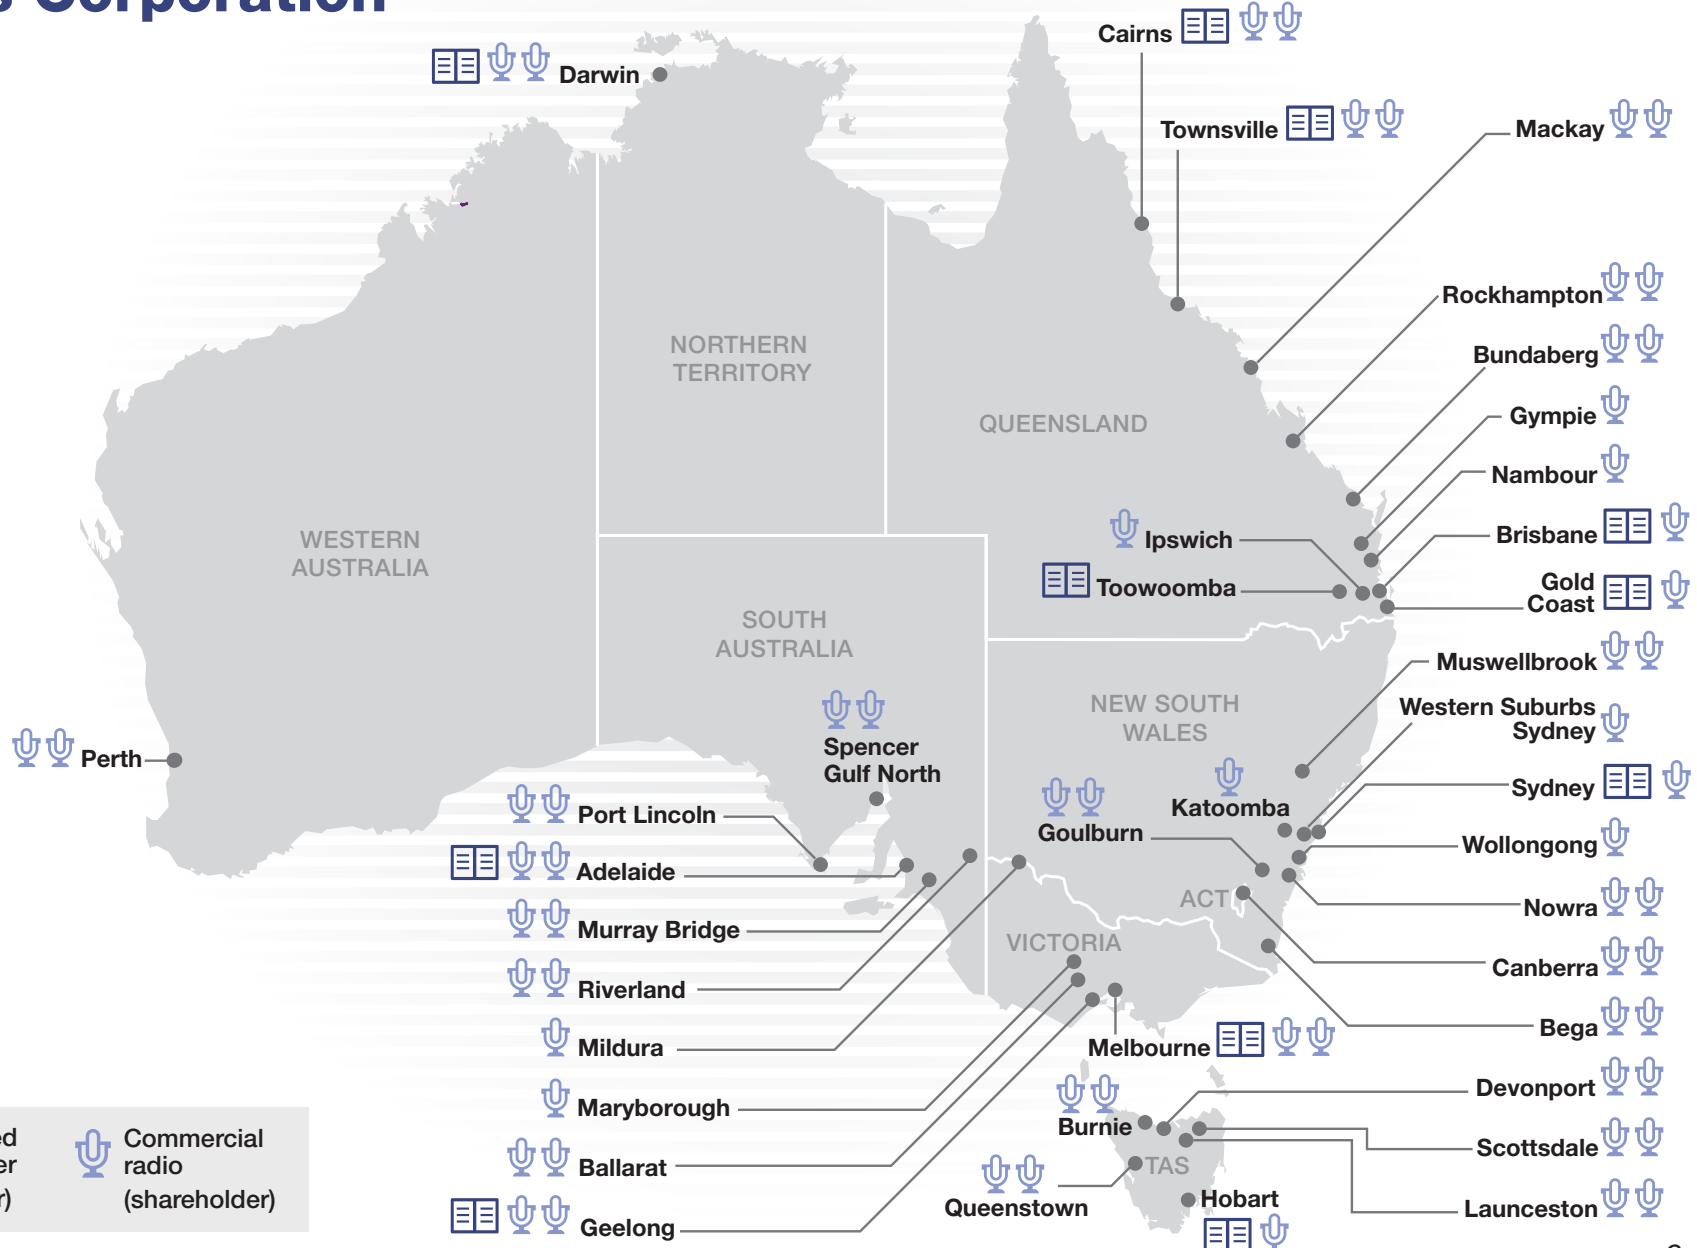 s Corporation
Cairns
Darwin
Townsville
Mackay
Rockhampton
NORTHERN
TERRITORY
Bundaberg
QUEENSLAND
Gympie
Nambour
WESTERN
AUSTRALIA
Ipswich
Brisbane
Toowoomba
Gold
Coast
SOUTH
AUSTRALIA
Muswellbrook
NEW SOUTH
WALES
Western Suburbs
Sydney
Perth
Spencer
Gulf North
Sydney
Katoomba
Port Lincoln
Goulburn
Wollongong
Adelaide
ACT
Nowra
Murray Bridge
VICTORIA
Canberra
Riverland
Bega
Mildura
Melbourne
Devonport
Maryborough
Burnie
Scottsdale
Ballarat
TAS
Queenstown
Hobart
Launceston
Geelong
ed
er
r)
Commercial
radio
(shareholder)